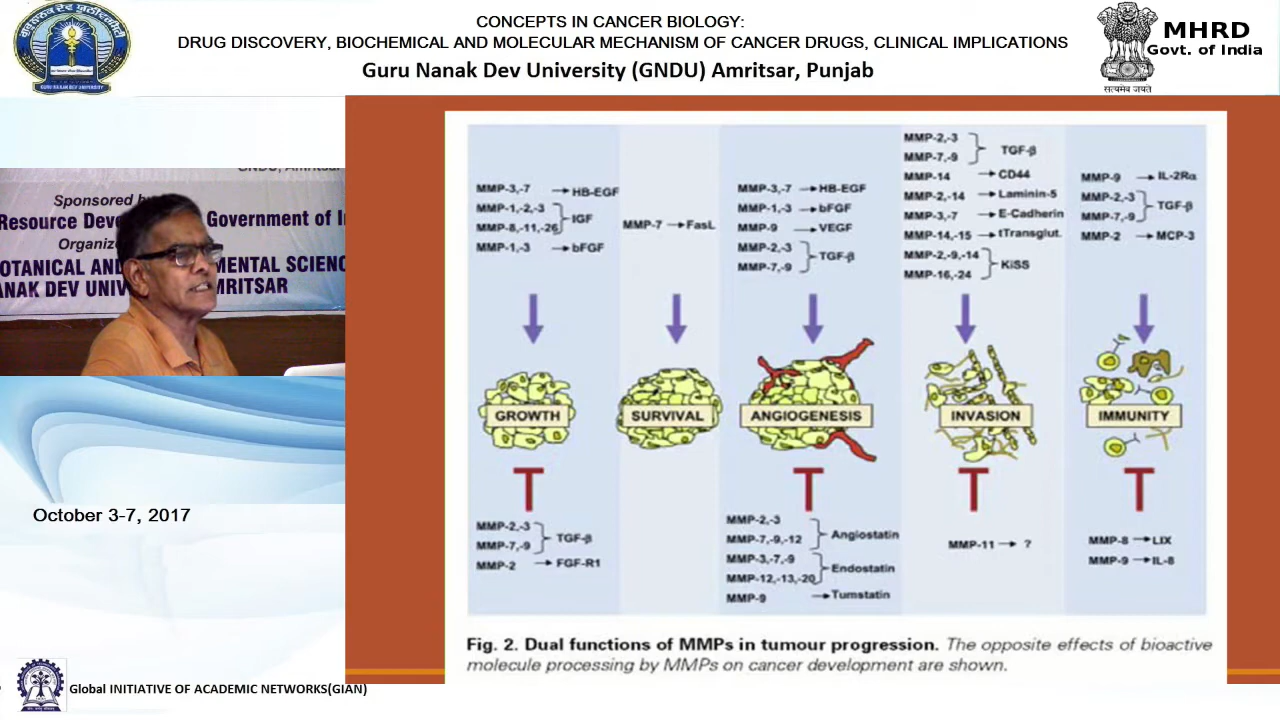 CONCEPTS IN CANCER BIOLOGY:
DRUG DISCOVERY, BIOCHEMICAL AND MOLECULAR MECHANISM OF CANCER DRUGS, CLINICAL IMPLICATIONS
Guru Nanak Dev University (GNDU) Amritsar, Punjab
MHRD
Govt. of India
सत्यमेव जयते
GNDU, Amritsar
Sponsored by
Resource Deve Government of I
Organize
OTANICAL AND MENTAL SCIENC
NAK DEV UNIV MRITSAR
October 3-7, 2017
MMP-3,-7 → HB-EGF
MMP-1,-2,-3
MMP-8,-11,-26
IGF
MMP-1,-3 → bFGF
GROWTH
MMP-2,-3
MMP-7,-9
TGF-β
MMP-2 → FGF-R1
MMP-7 → FasL
SURVIVAL
MMP-3,-7 → HB-EGF
MMP-1,-3 → bFGF
MMP-9 → VEGF
MMP-2,-3
MMP-7,-9
TGF-β
ANGIOGENESIS
MMP-2,-3
MMP-7,-9,-12
Angiostatin
MMP-3,-7,-9
MMP-12,-13,-20
Endostatin
MMP-9 → Tumstatin
MMP-2,-3
MMP-7,-9
TGF-β
MMP-14 → CD44
MMP-2,-14 → Laminin-5
MMP-3,-7 → E-Cadherin
MMP-14,-15 → tTransglut.
MMP-2,-9,-14
MMP-16,-24
KiSS
INVASION
MMP-11 → ?
MMP-9 → IL-2Rα
MMP-2,-3
MMP-7,-9
TGF-β
MMP-2 → MCP-3
IMMUNITY
MMP-8 → LIX
MMP-9 → IL-8
Fig. 2. Dual functions of MMPs in tumour progression. The opposite effects of bioactive
molecule processing by MMPs on cancer development are shown.
Global INITIATIVE OF ACADEMIC NETWORKS(GIAN)